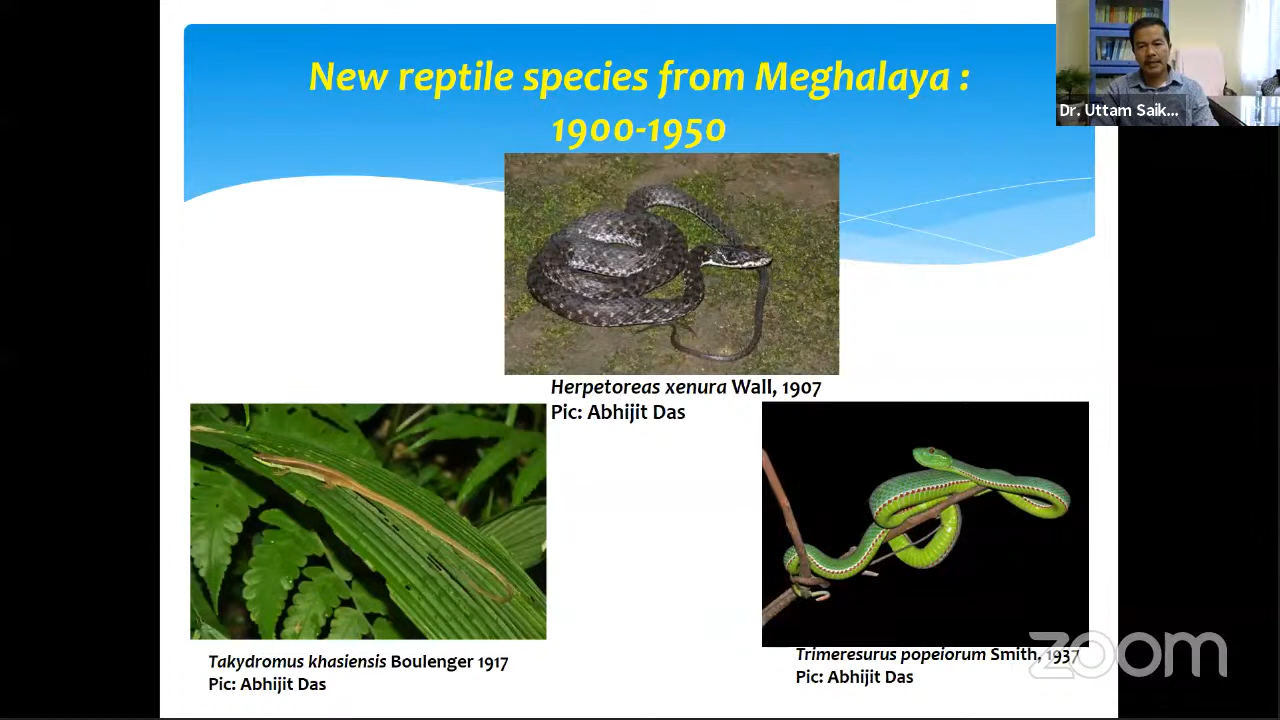 New reptile species from Meghalaya :
1900-1950
Dr. Uttam Saik...
Herpetoreas xenura Wall, 1907
Pic: Abhijit Das
Takydromus khasiensis Boulenger 1917
Pic: Abhijit Das
Trimeresurus popeiorum Smith, 1937
Pic: Abhijit Das
zoom